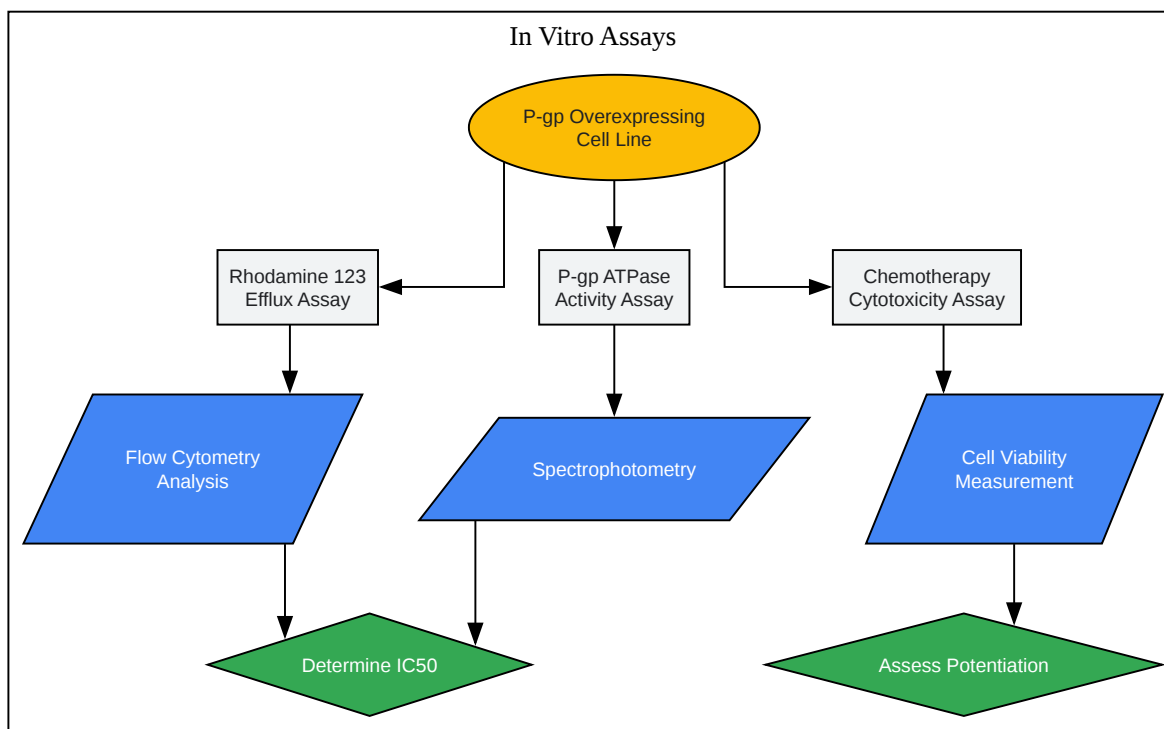 In Vitro Assays
P-gp Overexpressing
Cell Line
Rhodamine 123
Efflux Assay
P-gp ATPase
Activity Assay
Chemotherapy
Cytotoxicity Assay
Flow Cytometry
Analysis
Spectrophotometry
Cell Viability
Measurement
Determine IC50
Assess Potentiation